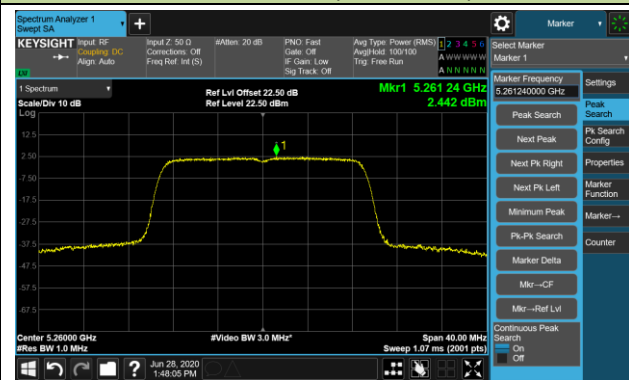 Spectrum Analyzer 1
Swept SA
+
Marker
KEYSIGHT
Input: RF
Coupling: DC
Align: Auto
Input Z: 50 Ω
Corrections: Off
Freq Ref: Int (S)
#Atten: 20 dB
PNO: Fast
Gate: Off
IF Gain: Low
Sig Track: Off
Avg Type: Power (RMS)
Avg|Hold: 100/100
Trig: Free Run
1 2 3 4 5 6
A W W W W W
A N N N N N
Select Marker
Marker 1
LV
1 Spectrum
Scale/Div 10 dB
Log
Ref Lvl Offset 22.50 dB
Ref Level 22.50 dBm
Mkr1 5.261 24 GHz
2.442 dBm
12.5
2.50
-7.50
-17.5
-27.5
-37.5
-47.5
-57.5
-67.5
1
Center 5.26000 GHz
#Res BW 1.0 MHz
#Video BW 3.0 MHz*
Span 40.00 MHz
Sweep 1.07 ms (2001 pts)
Marker Frequency
5.261240000 GHz
Peak Search
Next Peak
Next Pk Right
Next Pk Left
Minimum Peak
Pk-Pk Search
Marker Delta
Mkr→CF
Mkr→Ref Lvl
Continuous Peak
Search
On
Off
Settings
Peak
Search
Pk Search
Config
Properties
Marker
Function
Marker→
Counter
?
Jun 28, 2020
1:48:05 PM